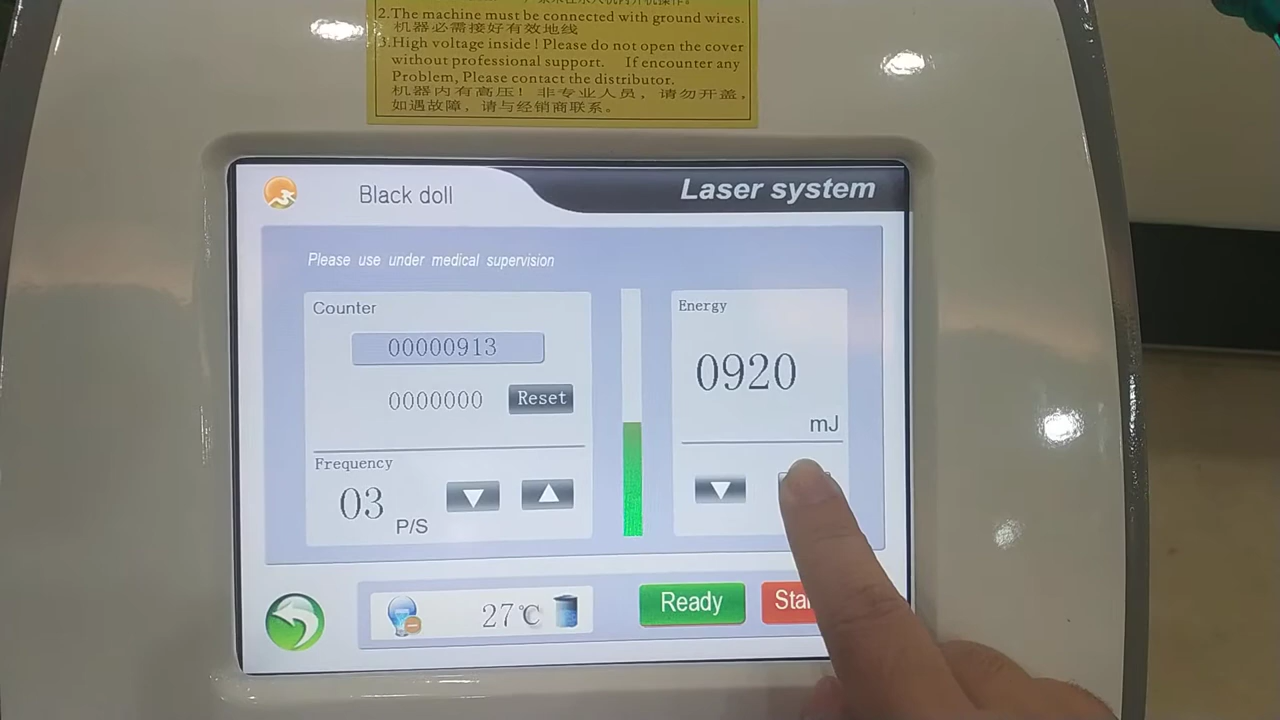 2.The machine must be connected with ground wires.
机器必需接好有效地线
3.High voltage inside! Please do not open the cover
without professional support. If encounter any
Problem, Please contact the distributor.
机器内有高压！非专业人员，请勿开盖，
如遇故障，请与经销商联系。
Black doll
Laser system
Please use under medical supervision
Counter
00000913
0000000
Reset
Frequency
03
P/S
Energy
0920
mJ
27℃
Ready